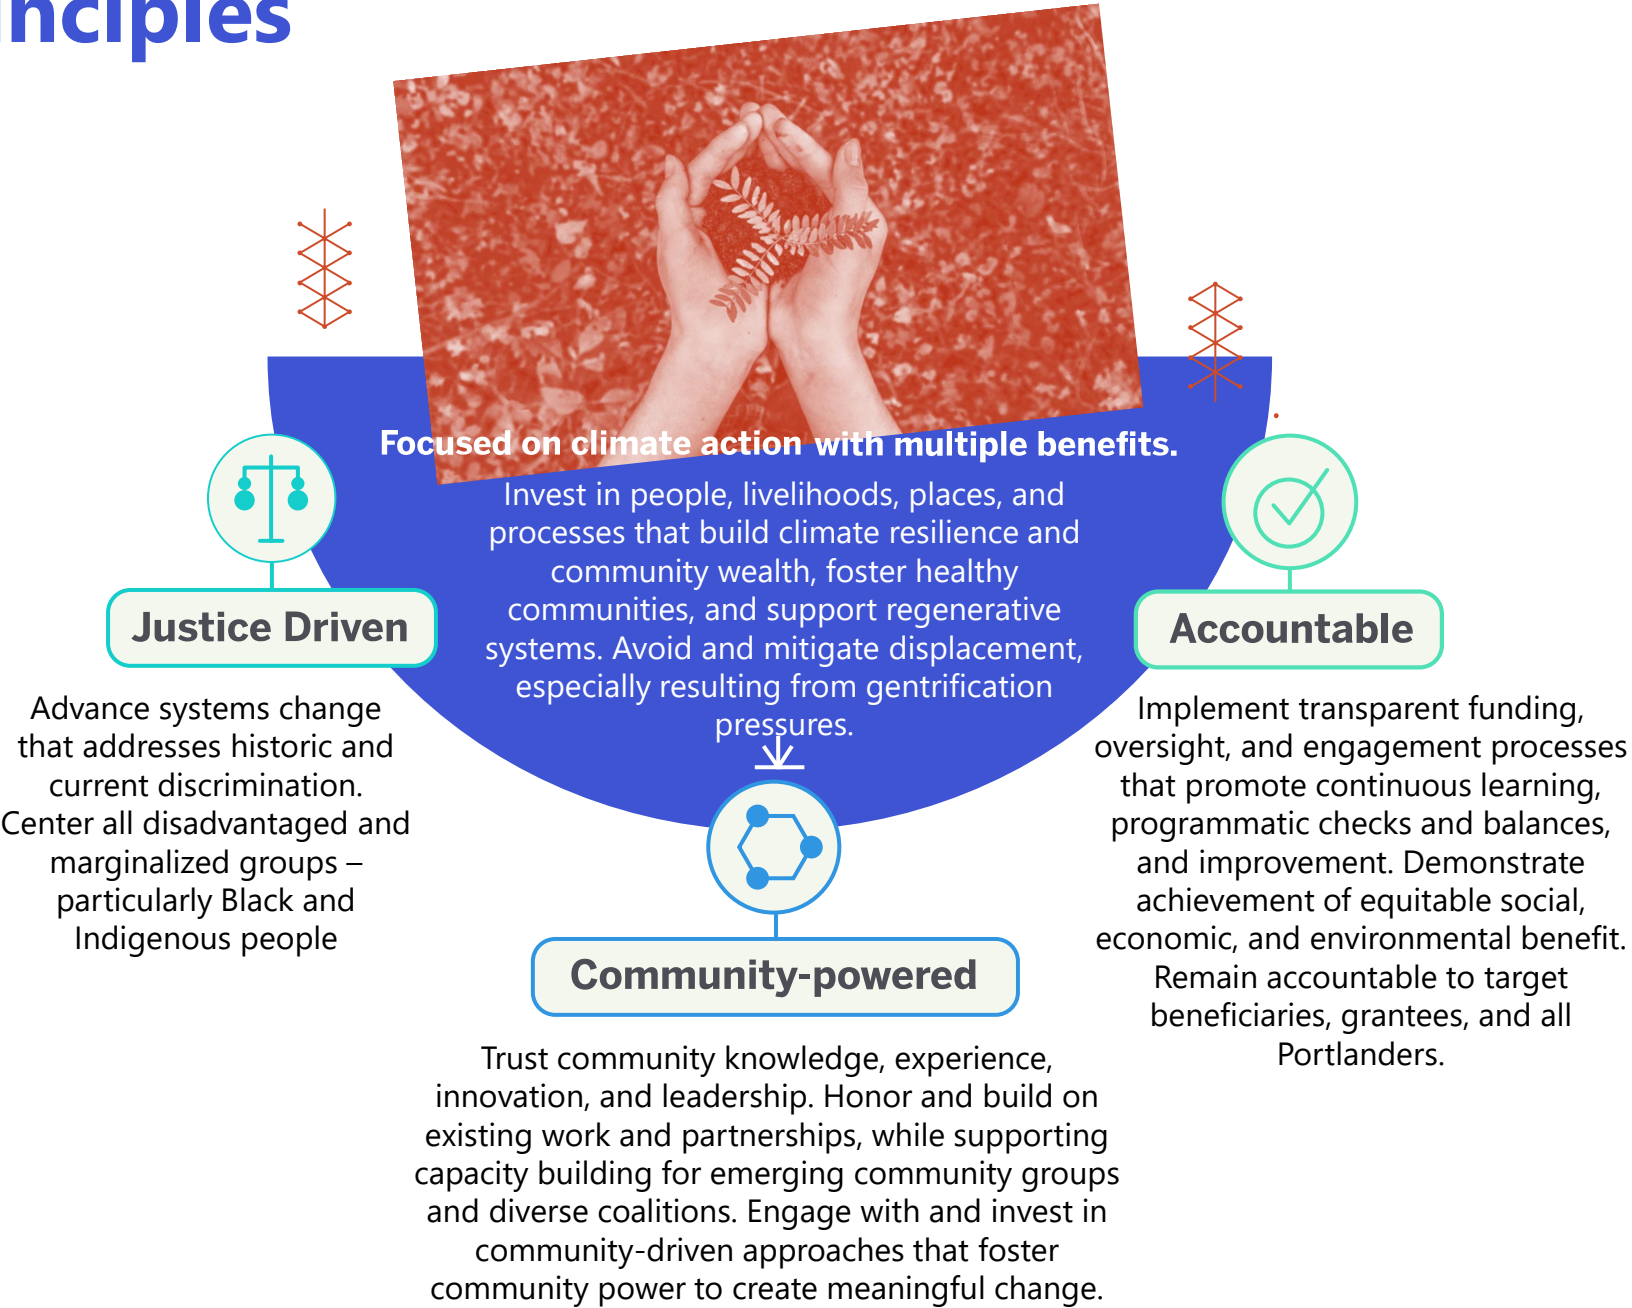 inciples
Focused on climate action with multiple benefits.
Invest in people, livelihoods, places, and
processes that build climate resilience and
community wealth, foster healthy
communities, and support regenerative
systems. Avoid and mitigate displacement,
especially resulting from gentrification
pressures.
Justice Driven
Advance systems change
that addresses historic and
current discrimination.
Center all disadvantaged and
marginalized groups –
particularly Black and
Indigenous people
Community-powered
Trust community knowledge, experience,
innovation, and leadership. Honor and build on
existing work and partnerships, while supporting
capacity building for emerging community groups
and diverse coalitions. Engage with and invest in
community-driven approaches that foster
community power to create meaningful change.
Accountable
Implement transparent funding,
oversight, and engagement processes
that promote continuous learning,
programmatic checks and balances,
and improvement. Demonstrate
achievement of equitable social,
economic, and environmental benefit.
Remain accountable to target
beneficiaries, grantees, and all
Portlanders.